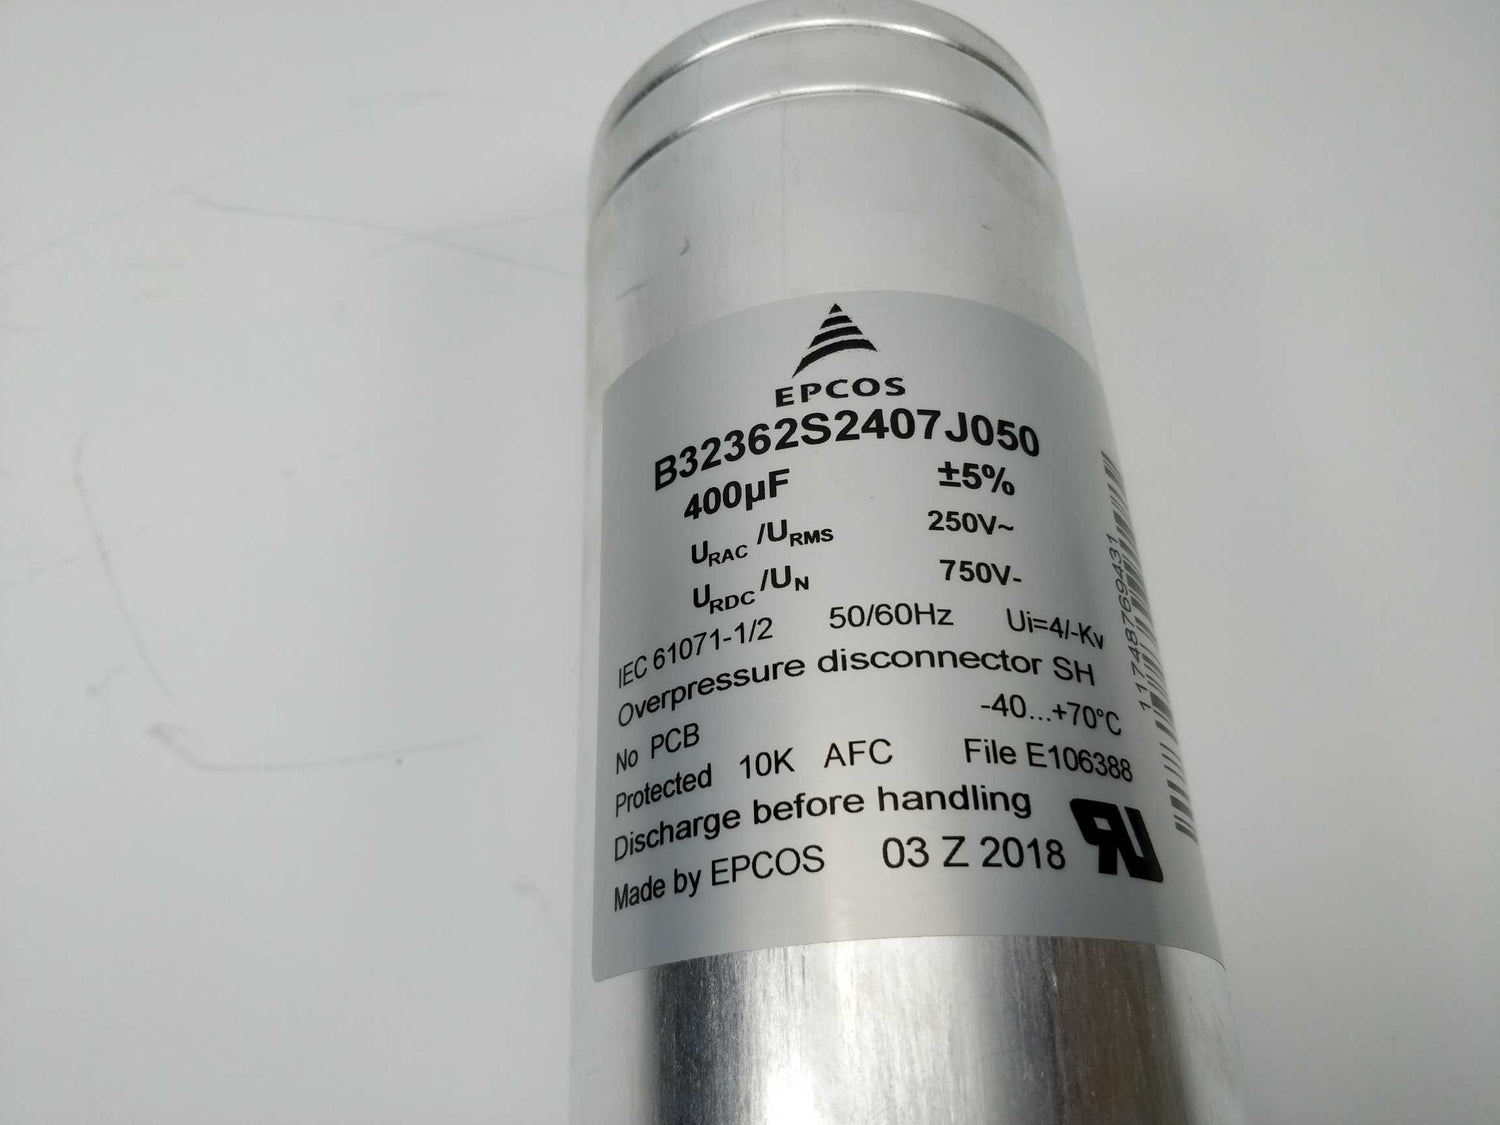 EPCOS
B32362S2407J050
400µF ±5%
URAC /URMS 250V~
URDC /UN 750V-
IEC 61071-1/2 50/60Hz Ui=4/-Kv
Overpressure disconnector SH
No PCB -40...+70°C
Protected 10K AFC File E106388
Discharge before handling
Made by EPCOS 03 Z 2018
11748769431